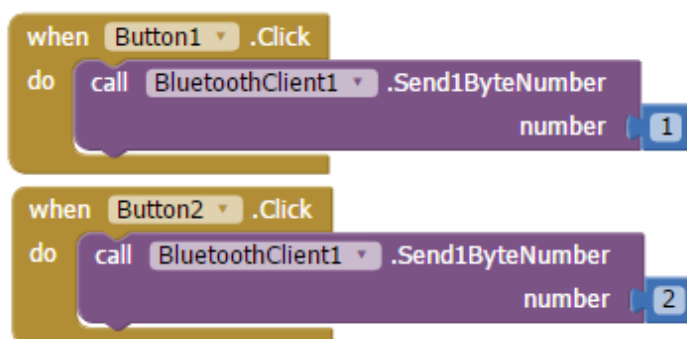 when Button1 .Click
do call BluetoothClient1 .Send1ByteNumber
number 1
when Button2 .Click
do call BluetoothClient1 .Send1ByteNumber
number 2